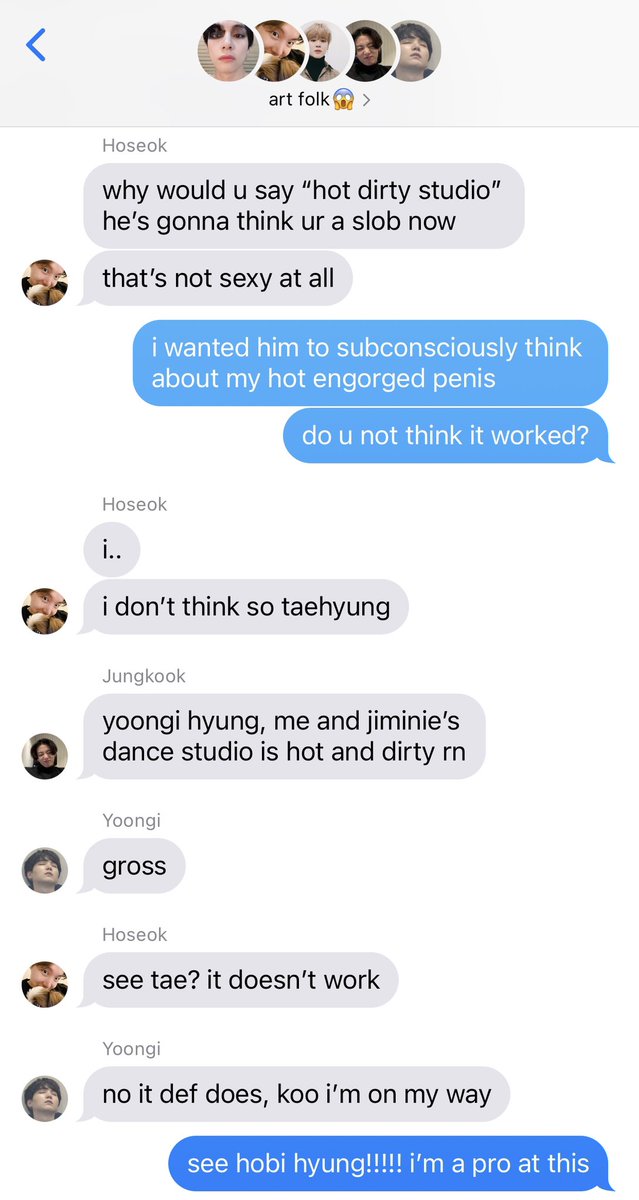 art folk😱
Hoseok
why would u say “hot dirty studio”
he’s gonna think ur a slob now
that’s not sexy at all
i wanted him to subconsciously think
about my hot engorged penis
do u not think it worked?
Hoseok
i..
i don’t think so taehyung
Jungkook
yoongi hyung, me and jiminie’s
dance studio is hot and dirty rn
Yoongi
gross
Hoseok
see tae? it doesn’t work
Yoongi
no it def does, koo i’m on my way
see hobi hyung!!!!! i’m a pro at this